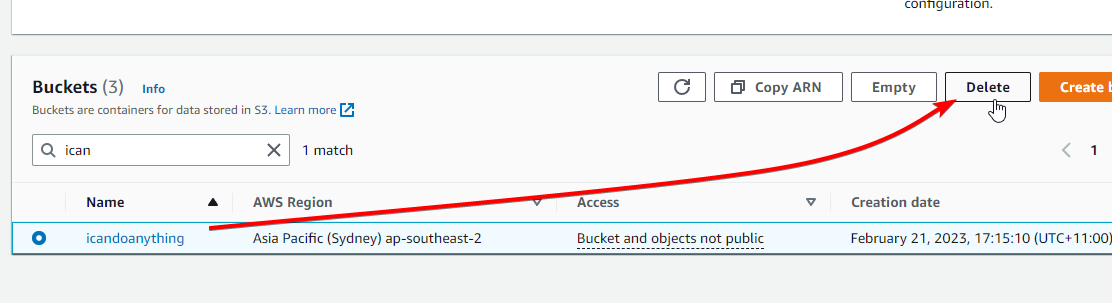 configuration.
Buckets (3) Info
Buckets are containers for data stored in S3. Learn more
Copy ARN Empty Delete Create b
ican 1 match 1
Name AWS Region Access Creation date
icandoanything Asia Pacific (Sydney) ap-southeast-2 Bucket and objects not public February 21, 2023, 17:15:10 (UTC+11:00)